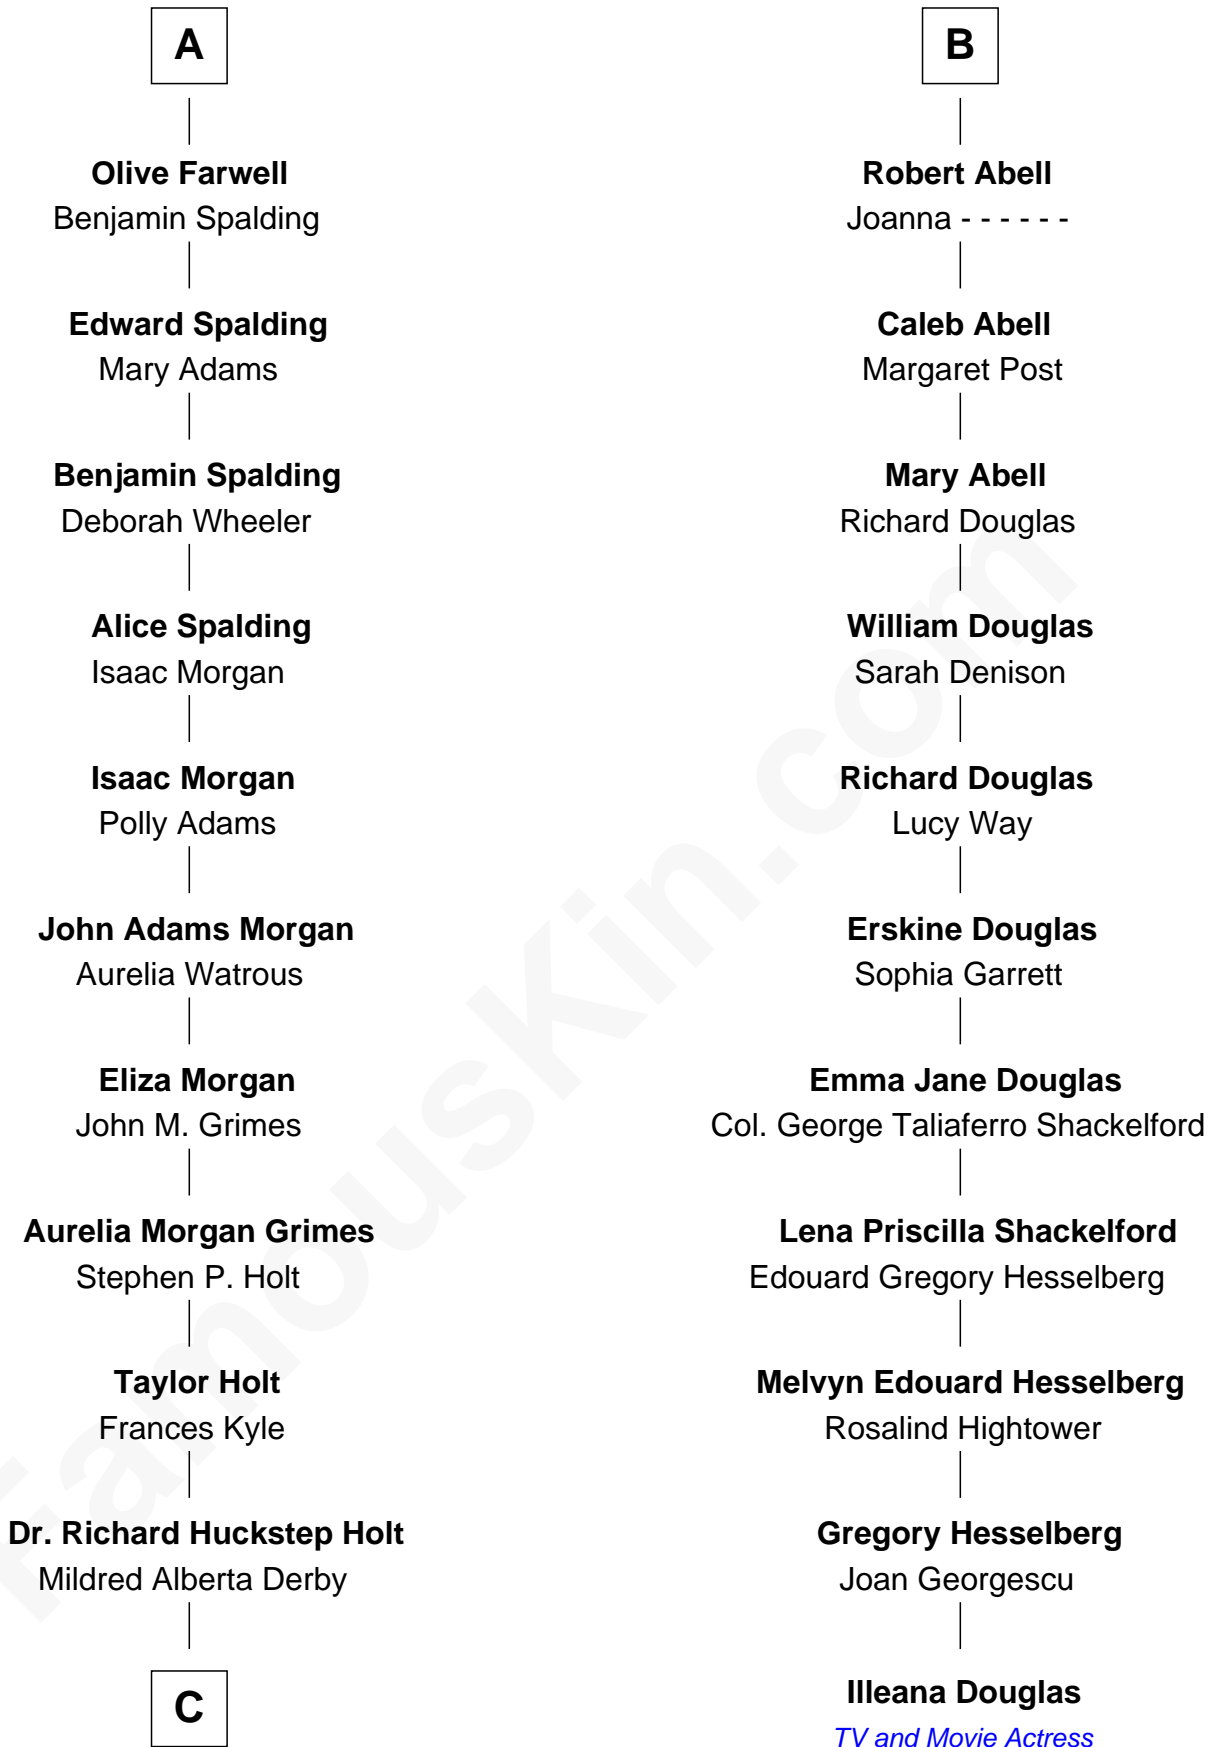 A
Olive Farwell
Benjamin Spalding
Edward Spalding
Mary Adams
Benjamin Spalding
Deborah Wheeler
Alice Spalding
Isaac Morgan
Isaac Morgan
Polly Adams
John Adams Morgan
Aurelia Watrous
Eliza Morgan
John M. Grimes
Aurelia Morgan Grimes
Stephen P. Holt
Taylor Holt
Frances Kyle
Dr. Richard Huckstep Holt
Mildred Alberta Derby
C
B
Robert Abell
Joanna - - - - - -
Caleb Abell
Margaret Post
Mary Abell
Richard Douglas
William Douglas
Sarah Denison
Richard Douglas
Lucy Way
Erskine Douglas
Sophia Garrett
Emma Jane Douglas
Col. George Taliaferro Shackelford
Lena Priscilla Shackelford
Edouard Gregory Hesselberg
Melvyn Edouard Hesselberg
Rosalind Hightower
Gregory Hesselberg
Joan Georgescu
Illeana Douglas
TV and Movie Actress
FamousKin.com